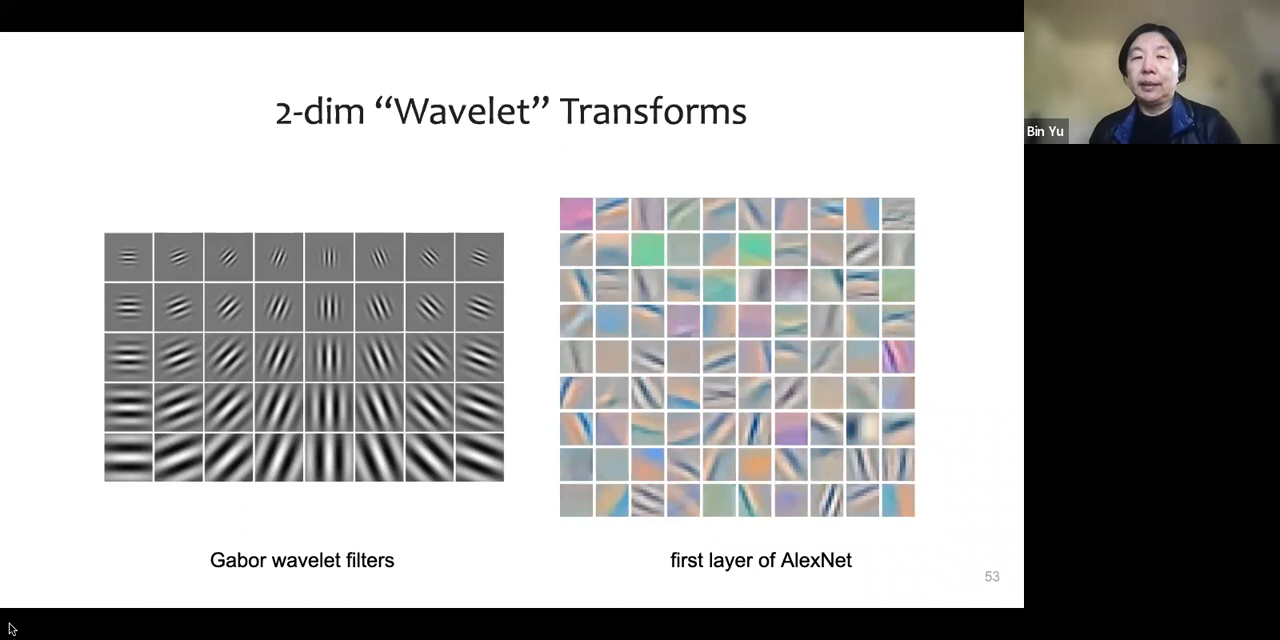 2-dim “Wavelet” Transforms
Bin Yu
Gabor wavelet filters
first layer of AlexNet
53